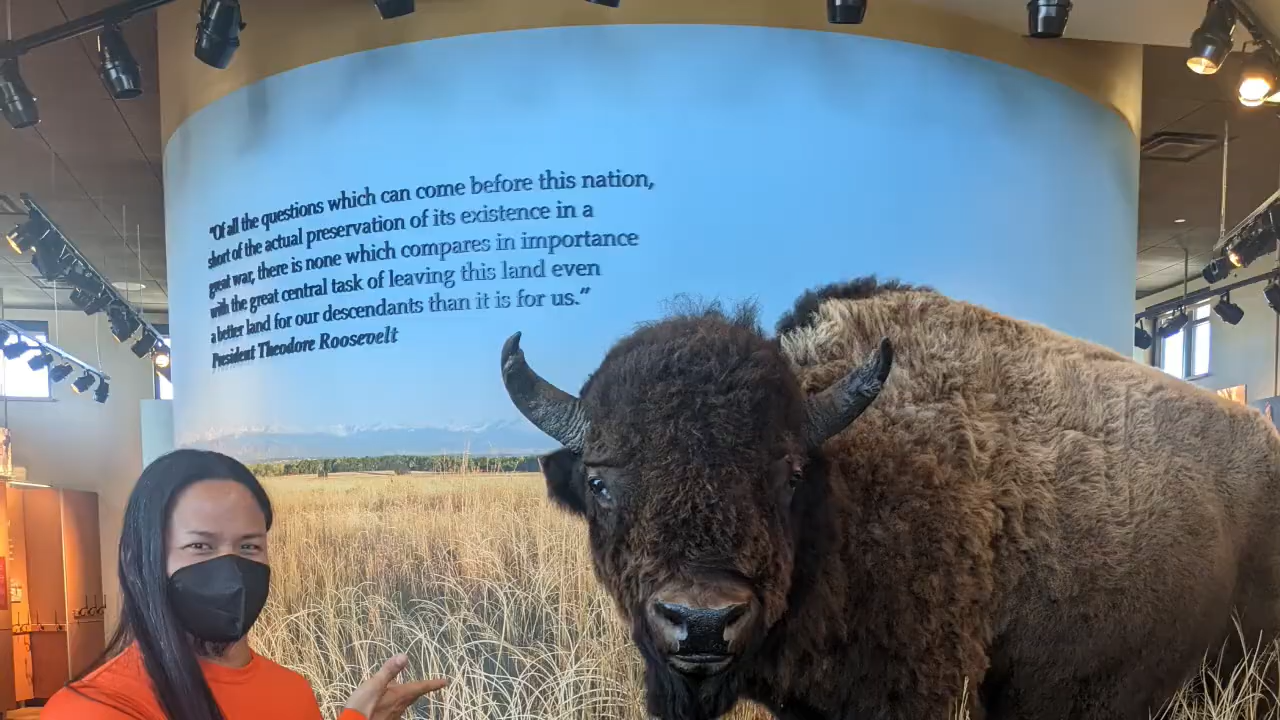 "Of all the questions which can come before this nation,
short of the actual preservation of its existence in a
great war, there is none which compares in importance
with the great central task of leaving this land even
a better land for our descendants than it is for us."
President Theodore Roosevelt